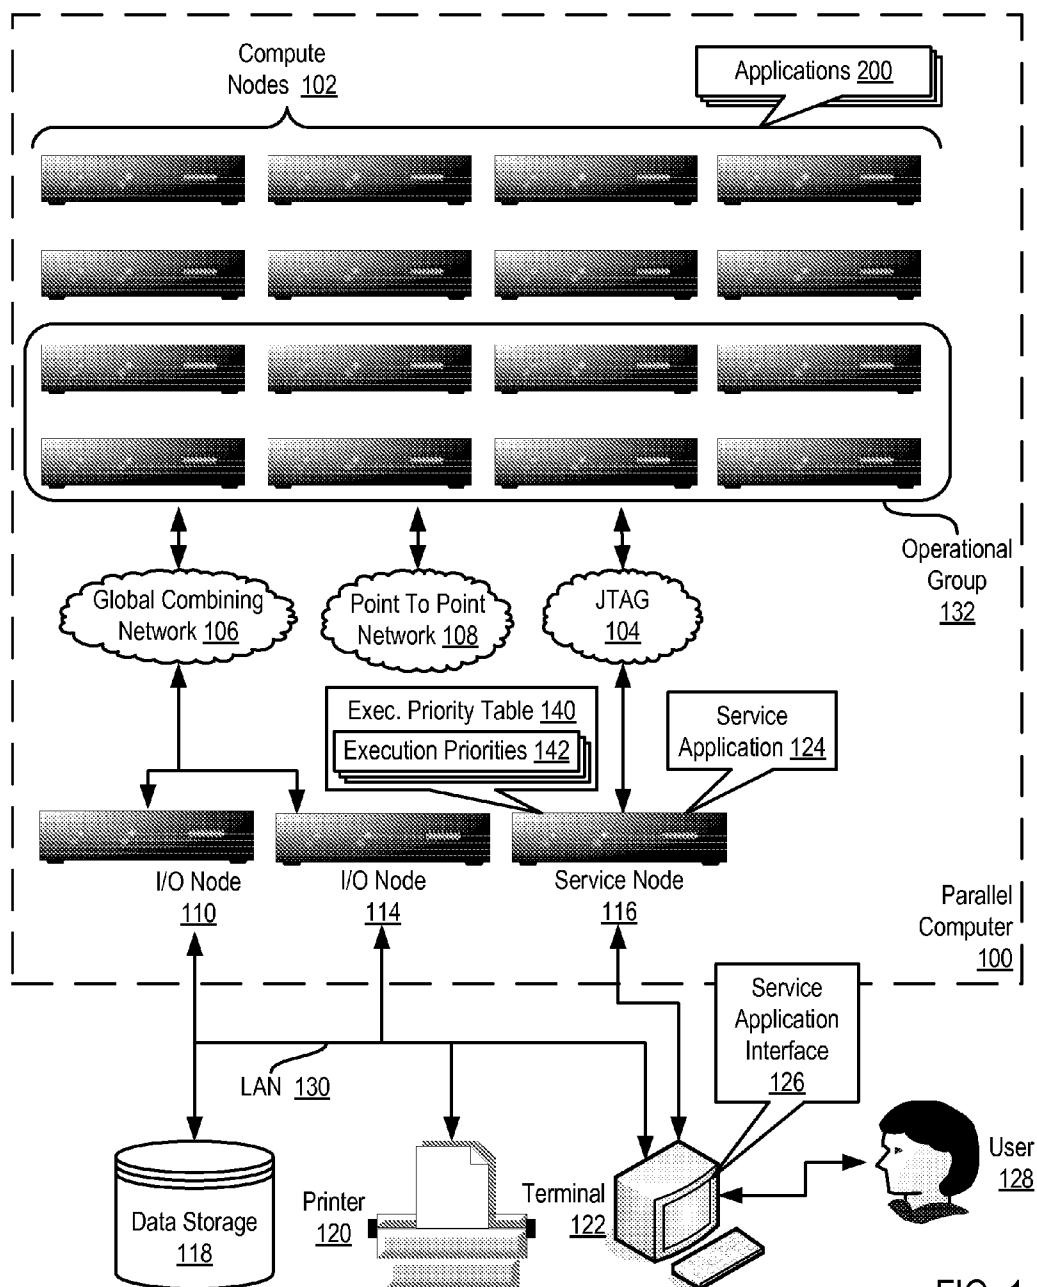 Compute
Nodes 102
Applications 200
Operational
Group
132
Global Combining
Network 106
Point To Point
Network 108
JTAG
104
Exec. Priority Table 140
Execution Priorities 142
Service
Application 124
I/O Node
110
I/O Node
114
Service Node
116
Parallel
Computer
100
Service
Application
Interface
126
LAN 130
Data Storage
118
Printer
120
Terminal
122
User
128
FIG. 1